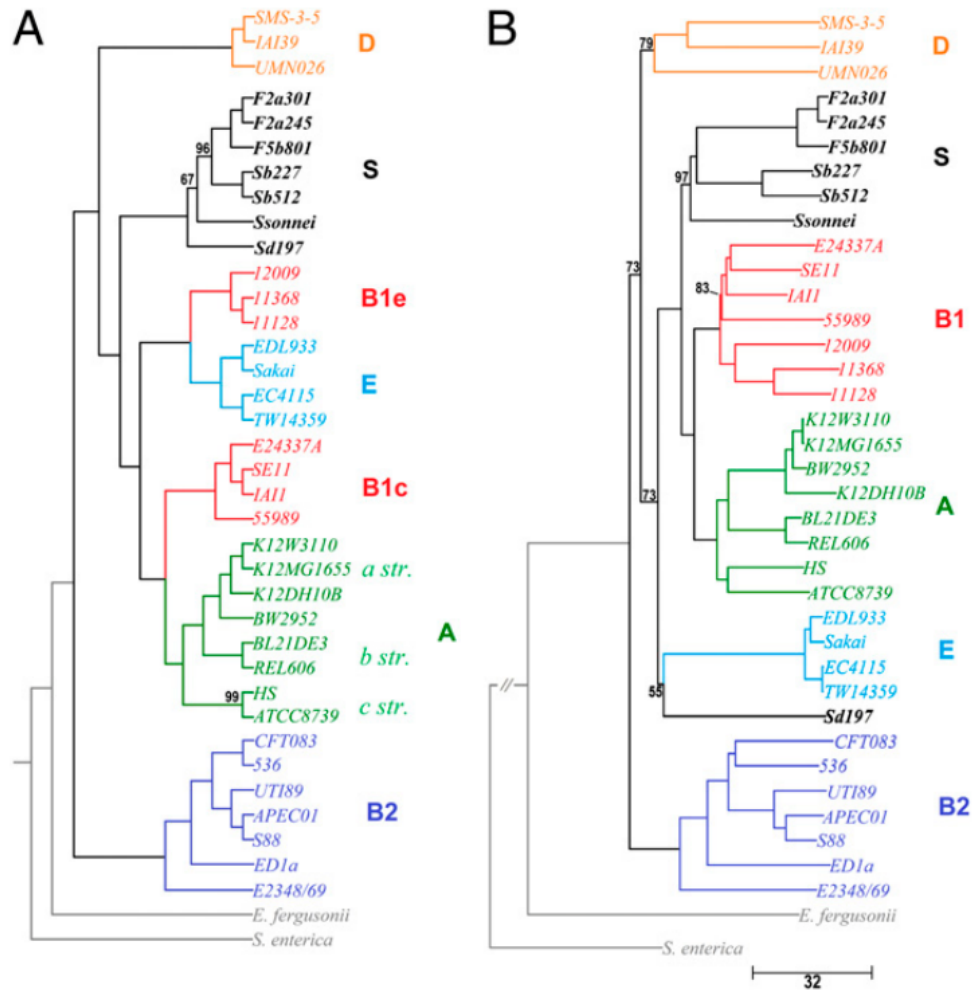 A
SMS-3-5
IAI39
UMN026
D
F2a301
F2a245
F5b801
Sb227
Sb512
Ssonnei
Sd197
S
96
67
12009
11368
11128
B1e
EDL933
Sakai
EC4115
TW14359
E
E24337A
SE11
IAI1
55989
B1c
K12W3110
K12MG1655
K12DH10B
BW2952
BL21DE3
REL606
HS
ATCC8739
a str.
b str.
c str.
A
99
CFT083
536
UTI89
APEC01
S88
ED1a
E2348/69
B2
E. fergusonii
S. enterica
B
SMS-3-5
IAI39
UMN026
D
79
F2a301
F2a245
F5b801
Sb227
Sb512
Ssonnei
S
97
73
E24337A
SE11
IAI1
55989
12009
11368
11128
B1
83
K12W3110
K12MG1655
BW2952
K12DH10B
BL21DE3
REL606
HS
ATCC8739
A
73
EDL933
Sakai
EC4115
TW14359
E
55
Sd197
CFT083
536
UTI89
APEC01
S88
ED1a
E2348/69
B2
E. fergusonii
S. enterica
32